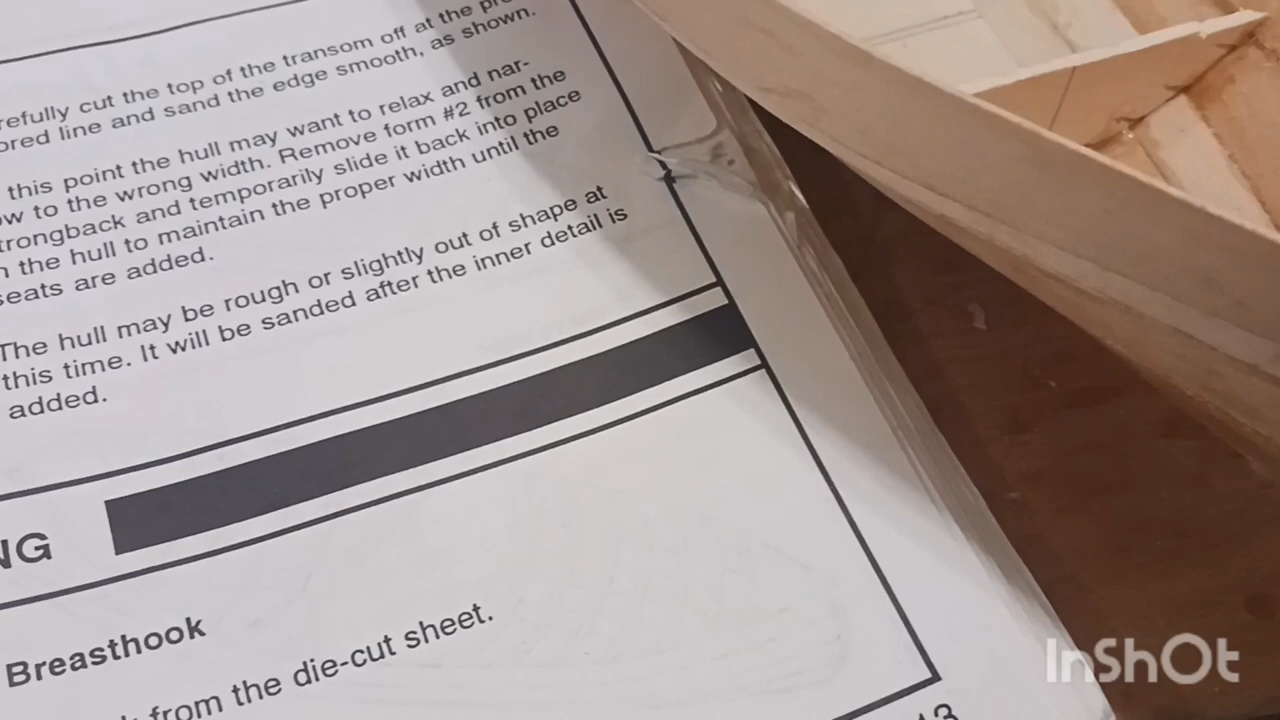 refully cut the top of the transom off at the
ored line and sand the edge smooth, as shown.
this point the hull may want to relax and nar-
ow to the wrong width. Remove form #2 from the
trongback and temporarily slide it back into place
the hull to maintain the proper width until the
seats are added.
The hull may be rough or slightly out of shape at
this time. It will be sanded after the inner detail is
added.
NG
Breasthook
from the die-cut sheet.
13
InShOt